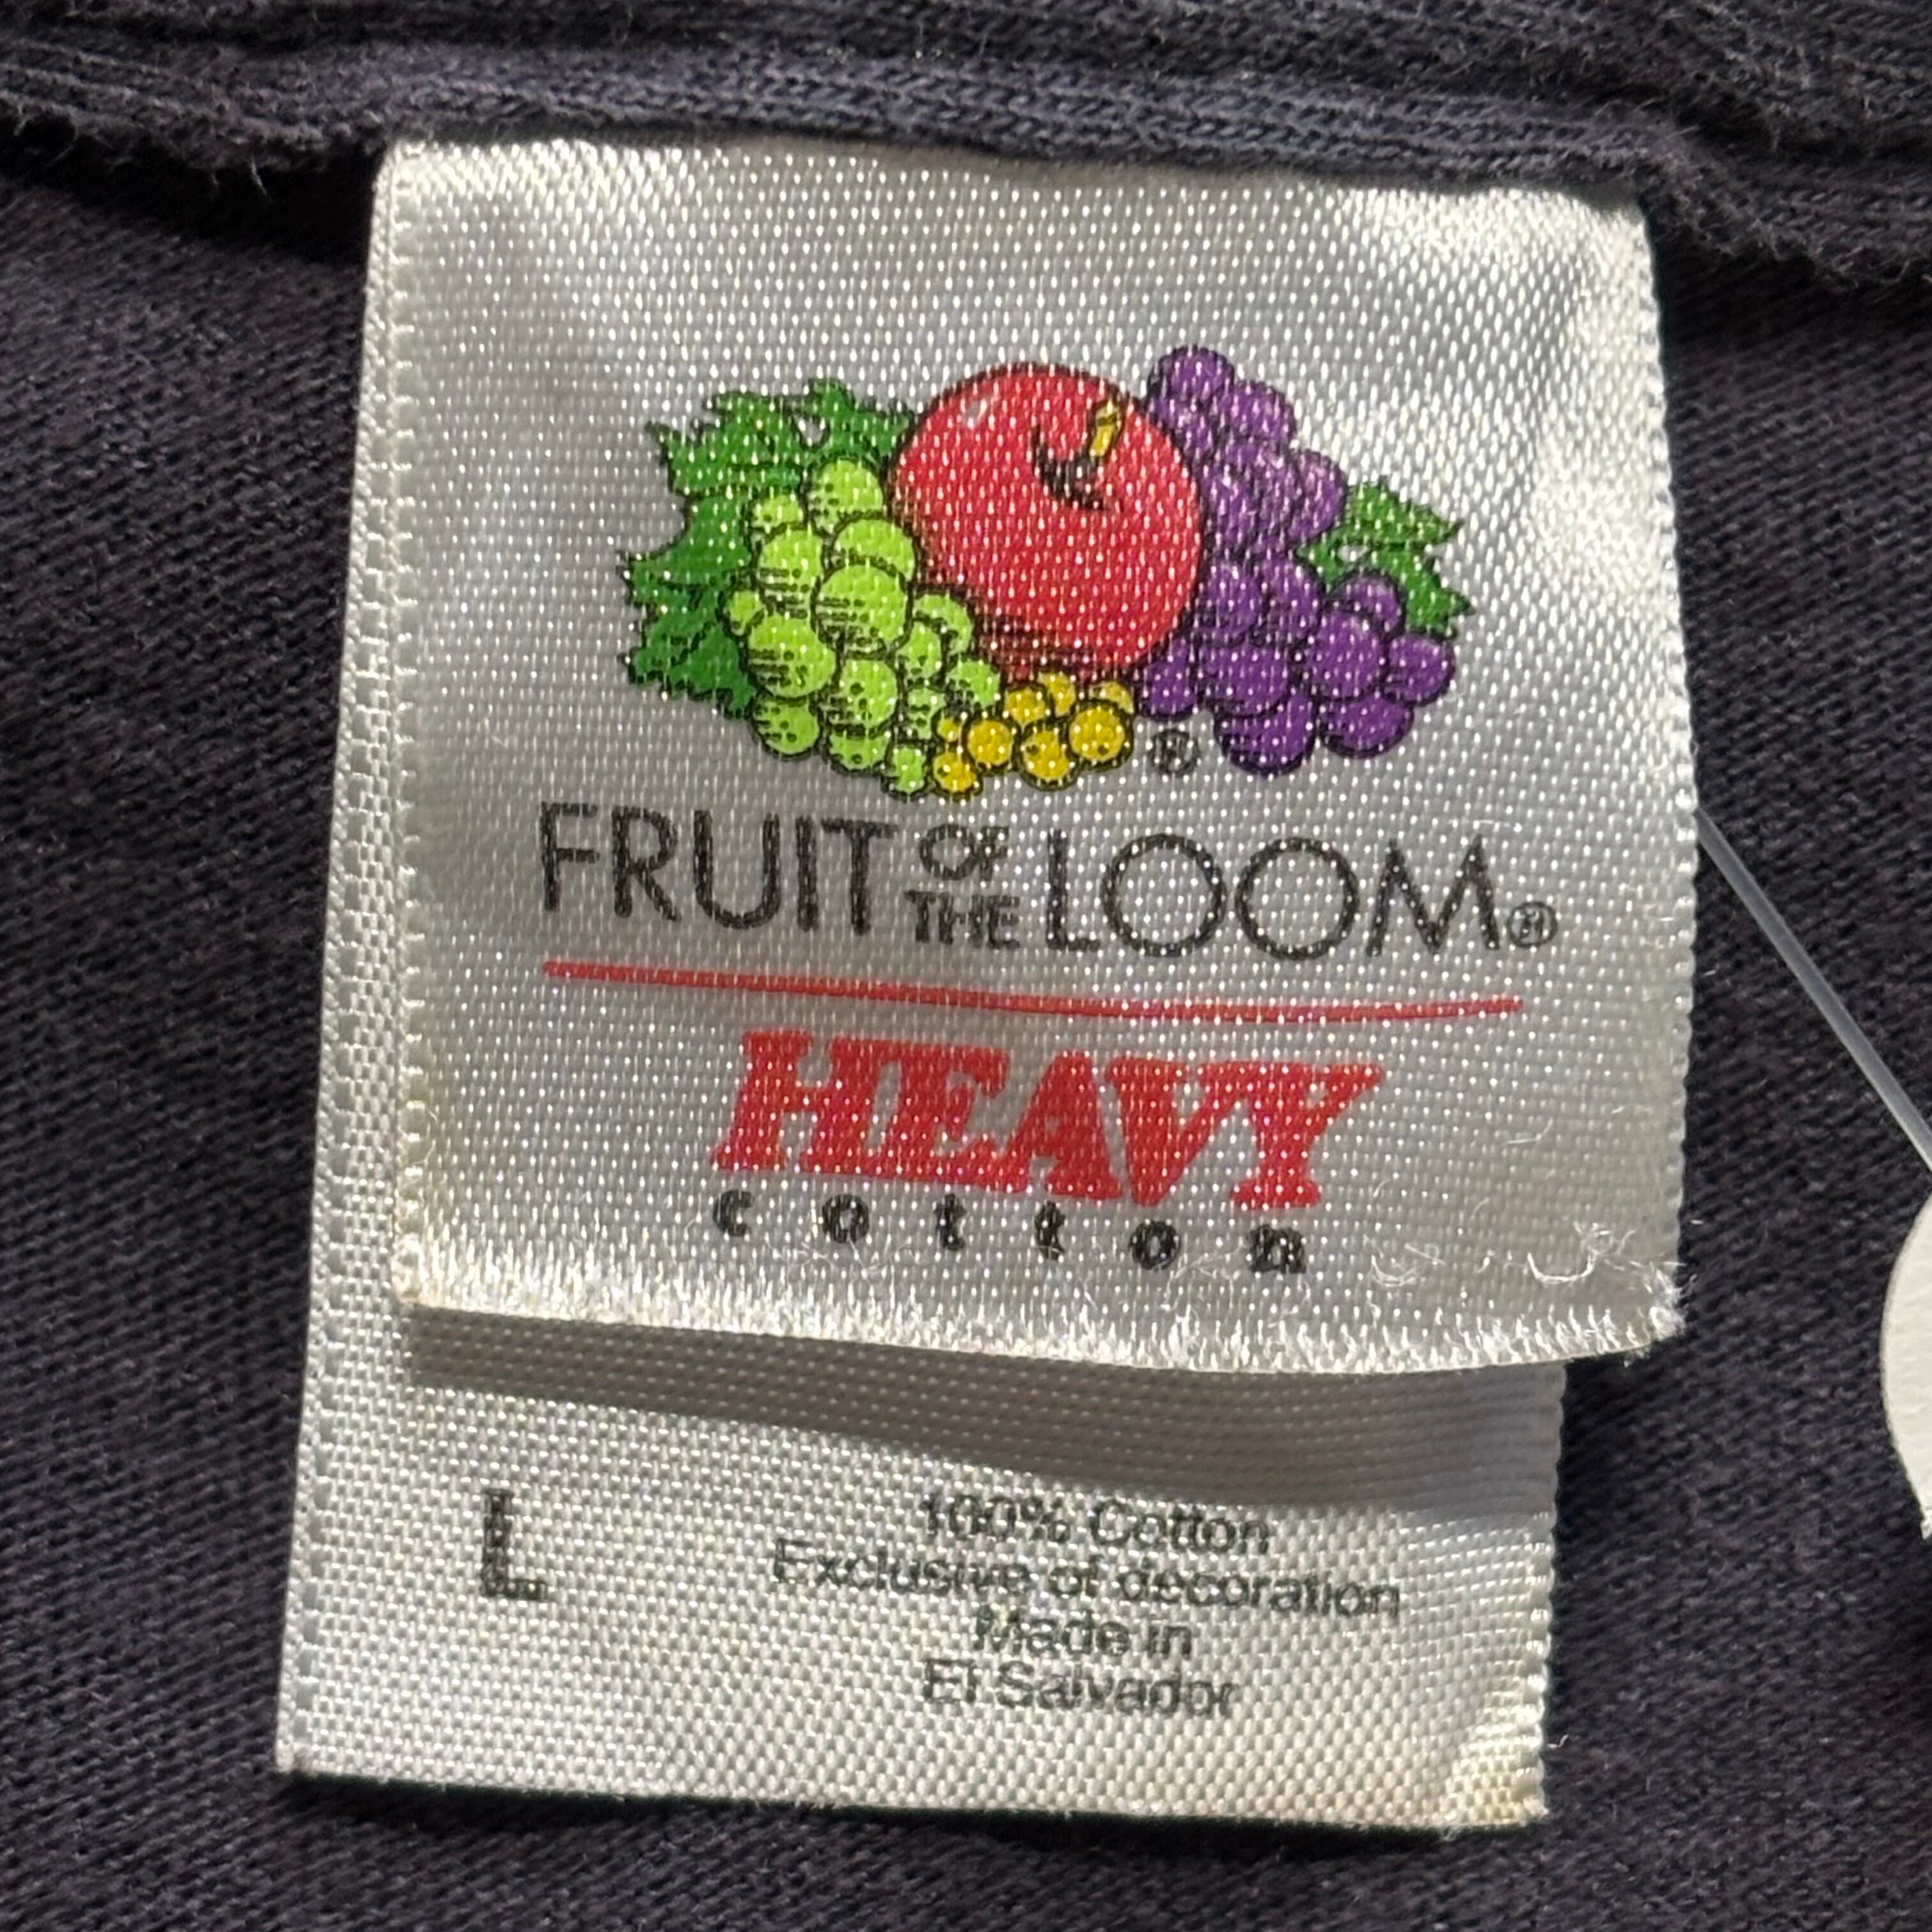 ®
FRUIT OF THE LOOM®
HEAVY
cotton
L
100% Cotton
Exclusive of decoration
Made in
El Salvador